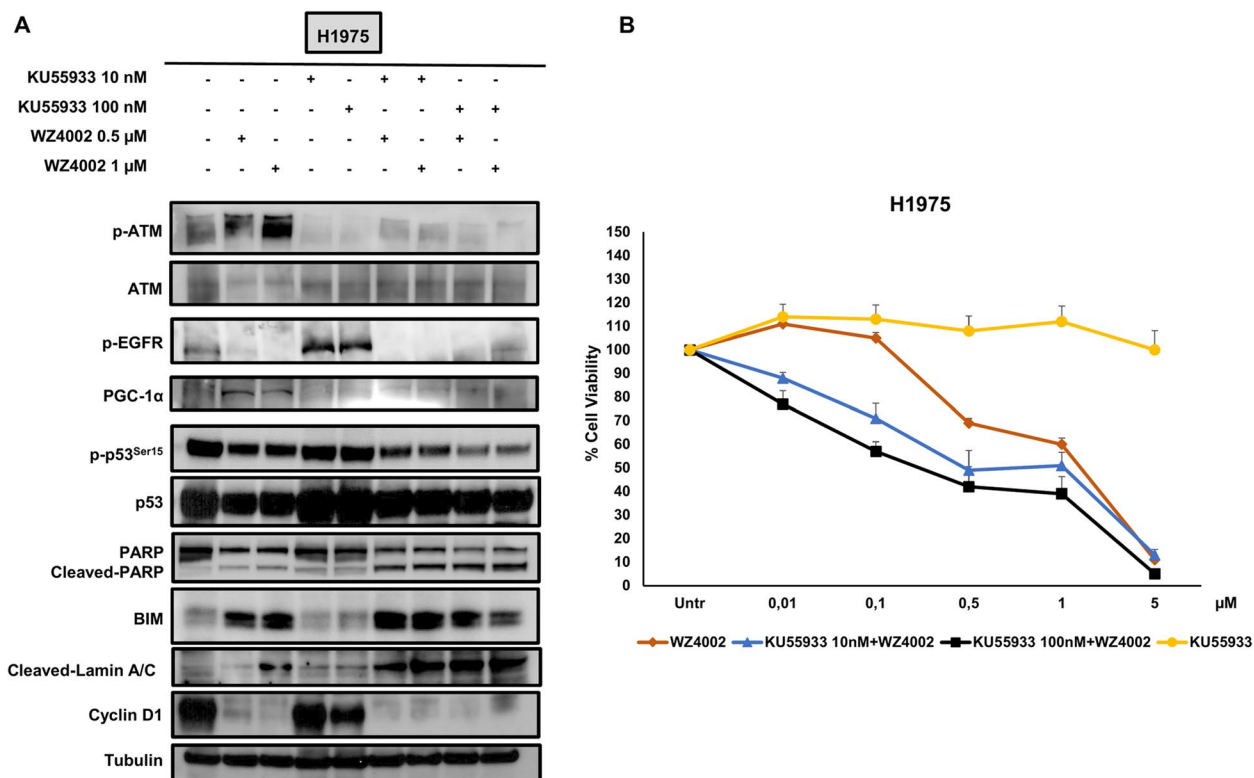 A
H1975
KU55933 10 nM - - - + - + + - -
KU55933 100 nM - - - - + - - + +
WZ4002 0.5 µM - + - - - + - + -
WZ4002 1 µM - - + - - - + - +
p-ATM
ATM
p-EGFR
PGC-1α
p-p53Ser15
p53
PARP
Cleaved-PARP
BIM
Cleaved-Lamin A/C
Cyclin D1
Tubulin
B
H1975
% Cell Viability
150
140
130
120
110
100
90
80
70
60
50
40
30
20
10
0
Untr 0,01 0,1 0,5 1 5 µM
WZ4002 KU55933 10nM+WZ4002 KU55933 100nM+WZ4002 KU55933